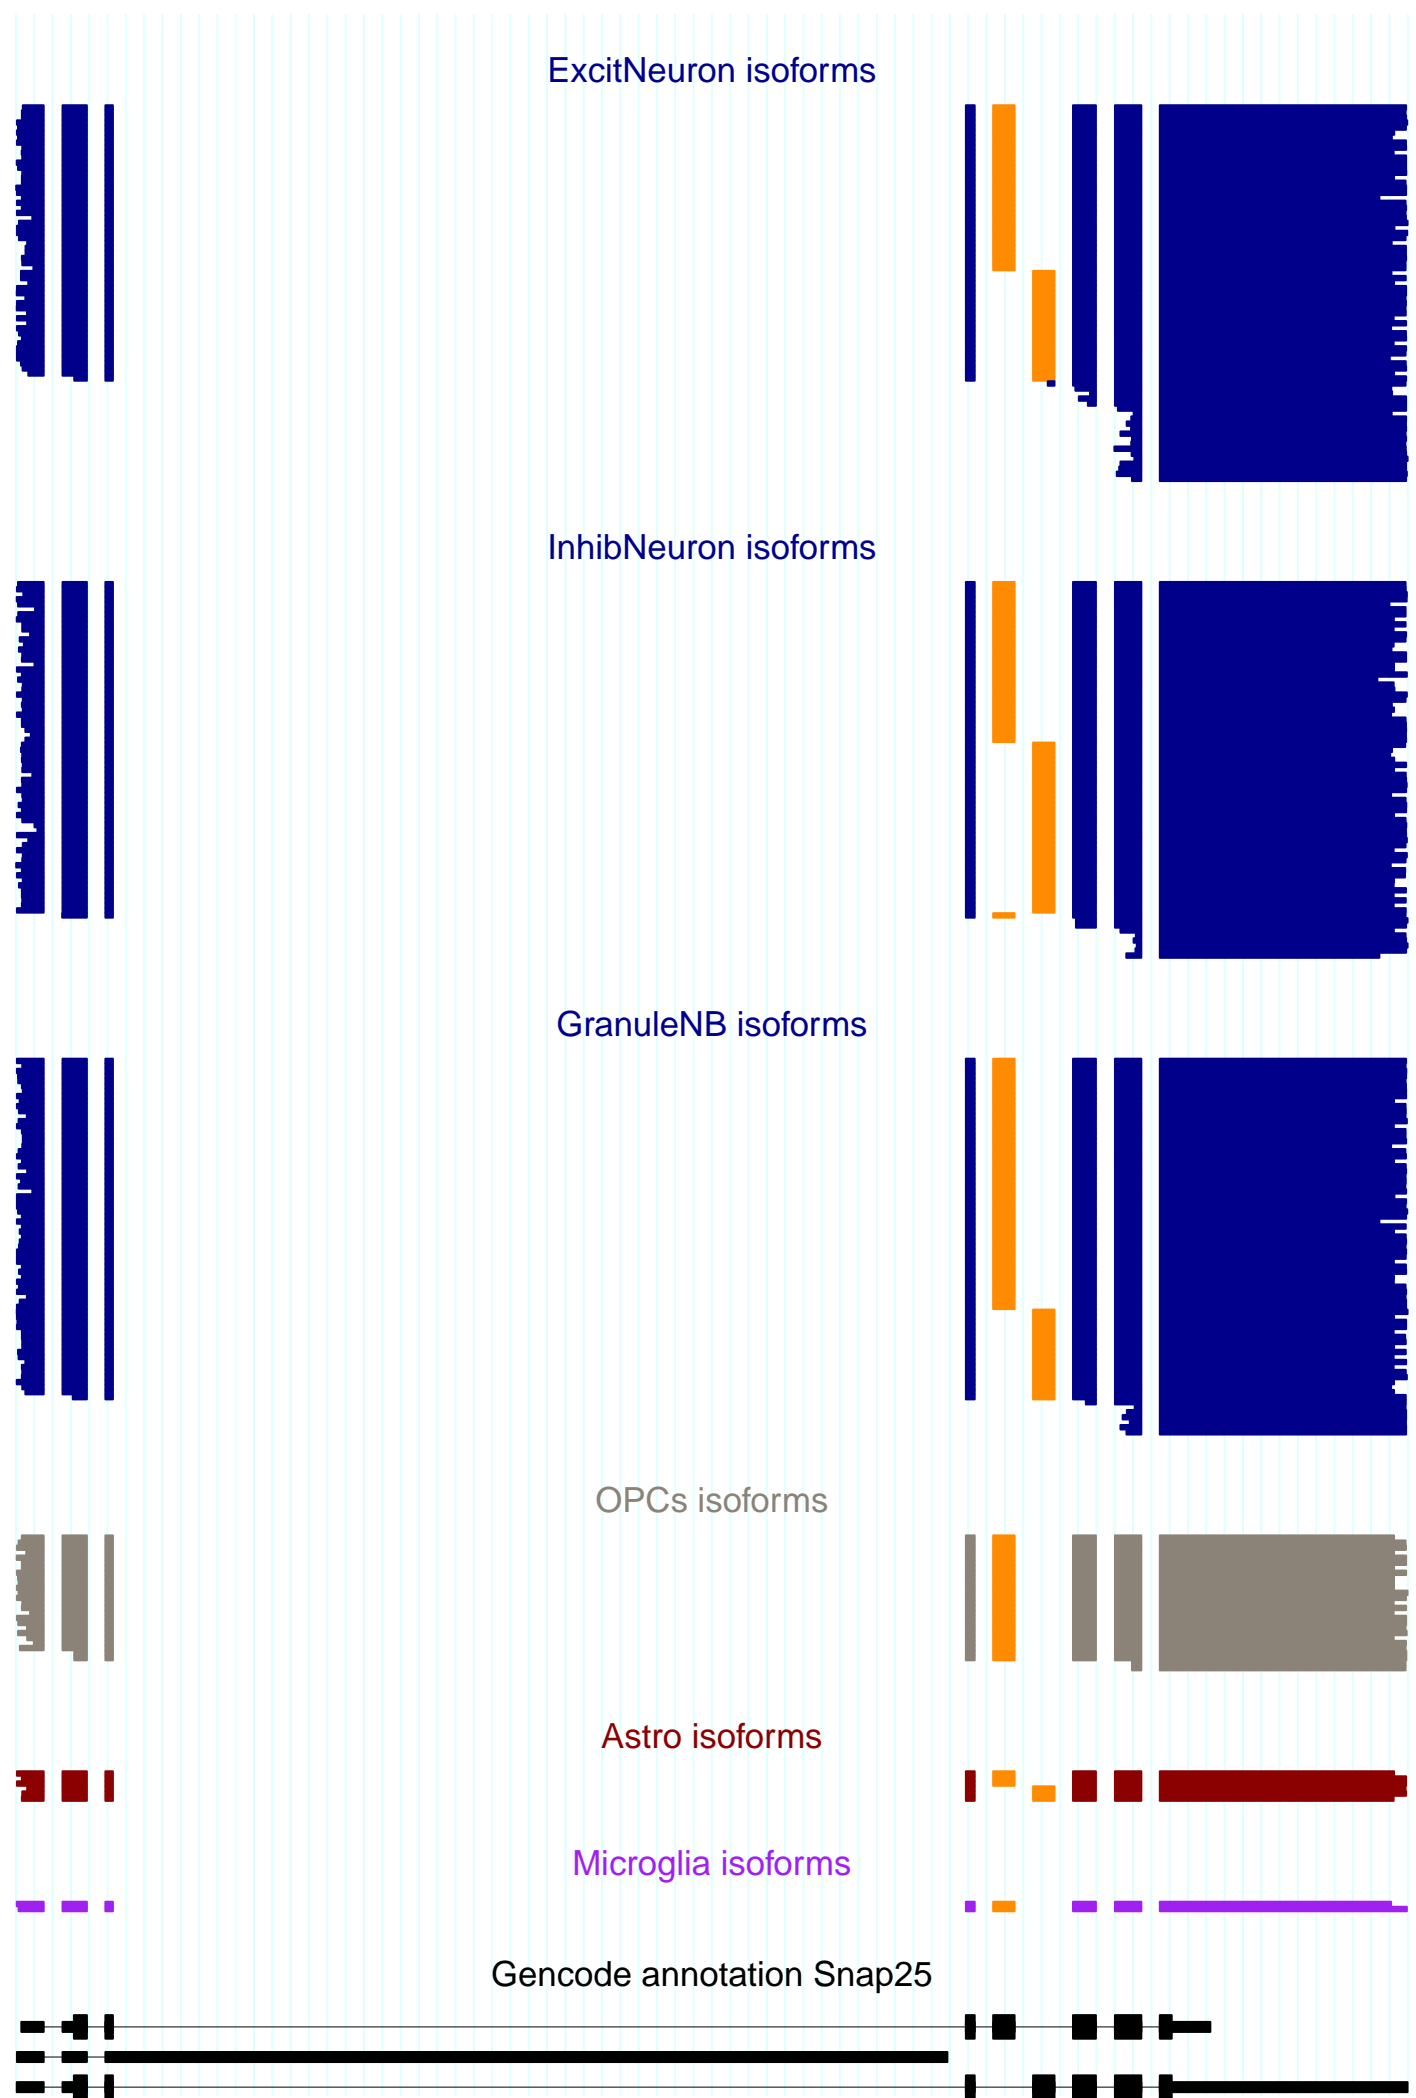 ExcitNeuron isoforms
InhibNeuron isoforms
GranuleNB isoforms
OPCs isoforms
Astro isoforms
Microglia isoforms
Gencode annotation Snap25